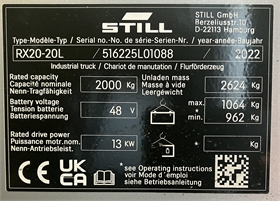 STILL
STILL GmbH
Berzeliusstr. 10
D-22113 Hamburg
Type-Modèle-Typ / Serial no.-No. de série-Serien-Nr. / year-année-Baujahr
RX20-20L / 516225L01088 2022
Industrial truck / Chariot de manutation / Flurförderzeug
Rated capacity
Capacité nominale
Nenn-Tragfähigkeit
2000 Kg
Unladen mass
Masse à vide
Leergewicht
2624 Kg
Battery voltage
Tension batterie
Batteriespannung
48 V
max 1064 Kg
min 962 Kg
Rated drive power
Puissance motr.nom.
Nenn-Antriebsleist.
13 KW
CE UK CA
*see Operating instructions
voir Mode d'emploi
siehe Betriebsanleitung